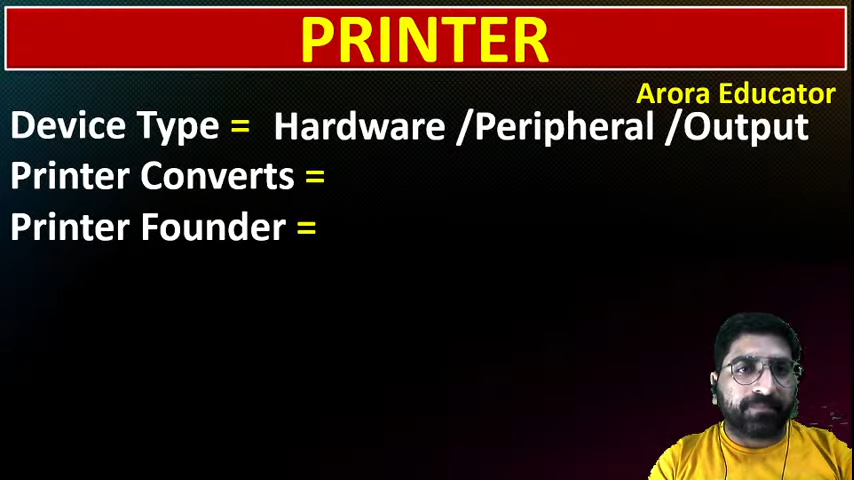 PRINTER
Arora Educator
Device Type = Hardware /Peripheral /Output
Printer Converts =
Printer Founder =